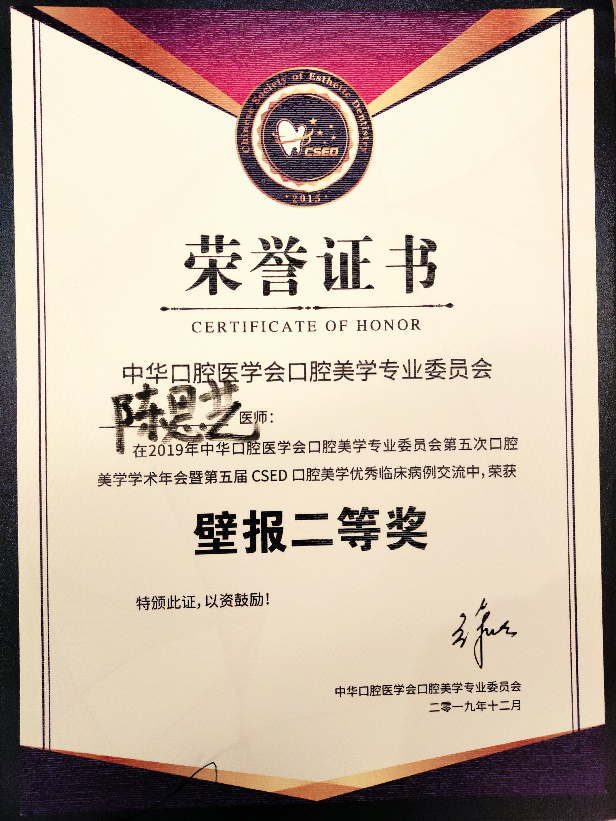 Chinese Society of Esthetic Dentistry
CSED
2015
荣誉证书
CERTIFICATE OF HONOR
中华口腔医学会口腔美学专业委员会
陈思艺 医师：
在2019年中华口腔医学会口腔美学专业委员会第五次口腔
美学学术年会暨第五届 CSED 口腔美学优秀临床病例交流中，荣获
壁报二等奖
特颁此证，以资鼓励！
中华口腔医学会口腔美学专业委员会
二零一九年十二月